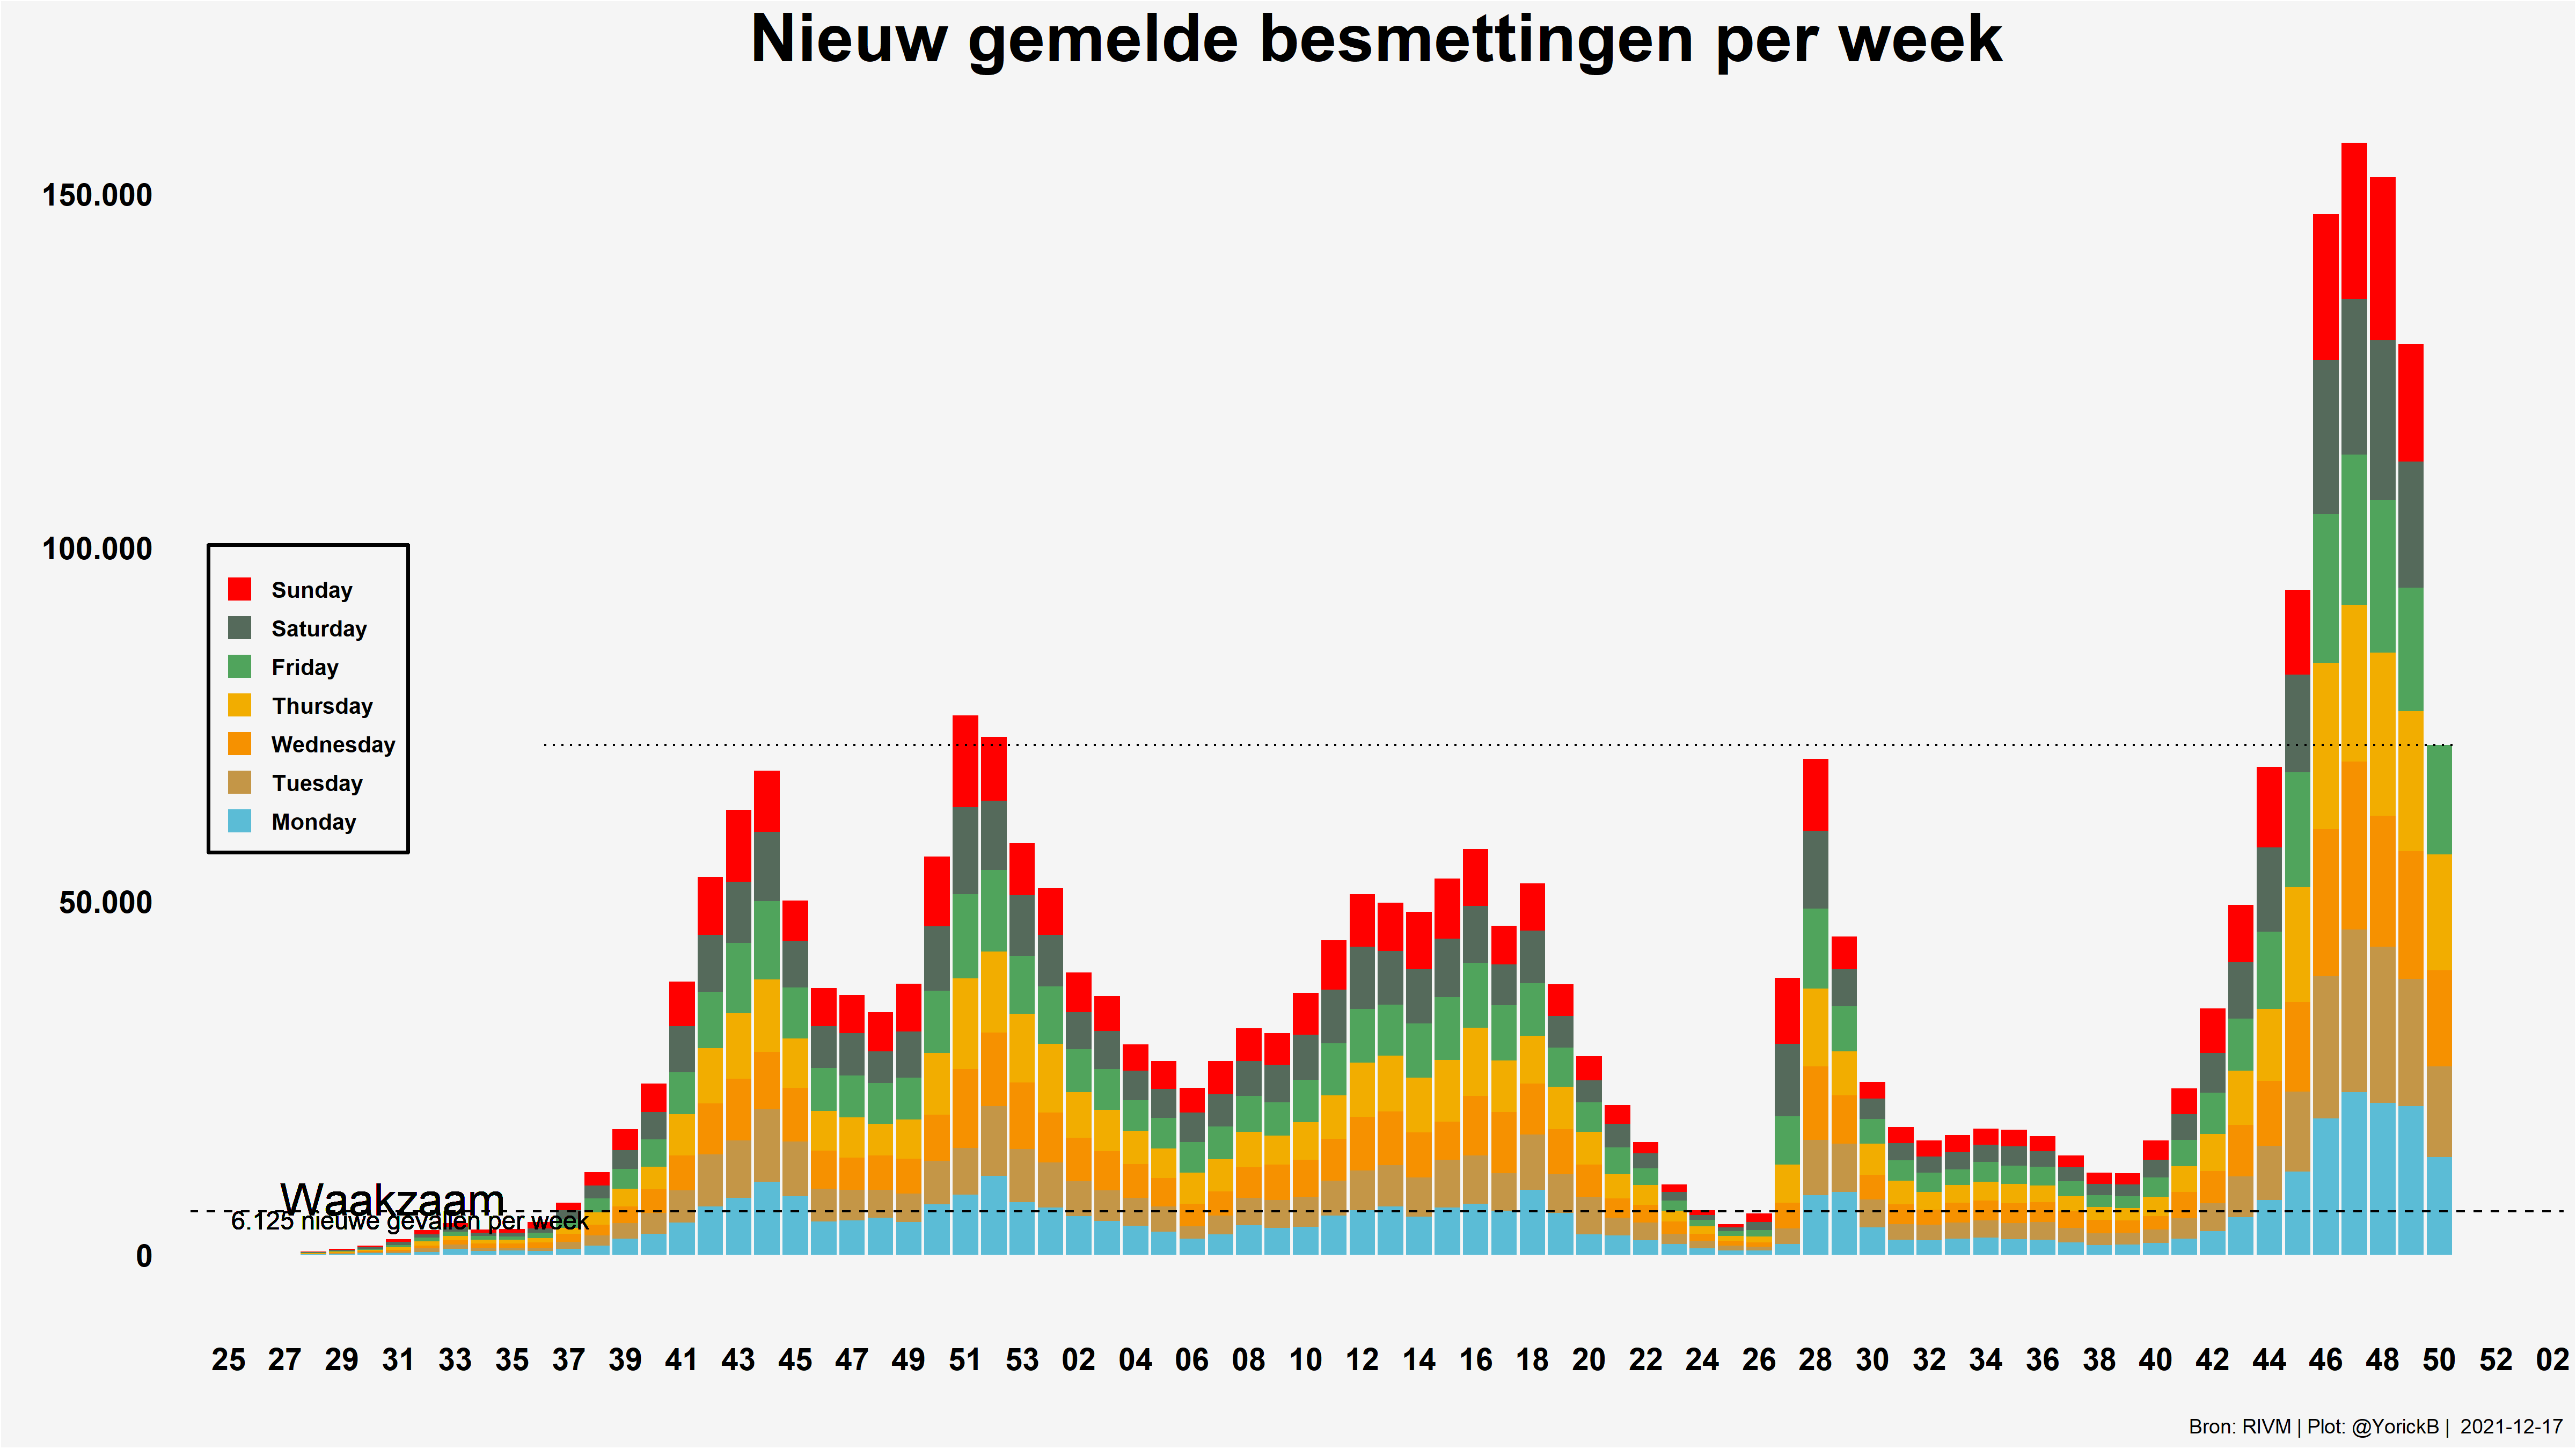 Nieuw gemelde besmettingen per week
150.000
100.000
50.000
0
Sunday
Saturday
Friday
Thursday
Wednesday
Tuesday
Monday
Waakzaam
6.125 nieuwe gevallen per week
25 27 29 31 33 35 37 39 41 43 45 47 49 51 53 02 04 06 08 10 12 14 16 18 20 22 24 26 28 30 32 34 36 38 40 42 44 46 48 50 52 02
Bron: RIVM | Plot: @YorickB | 2021-12-17